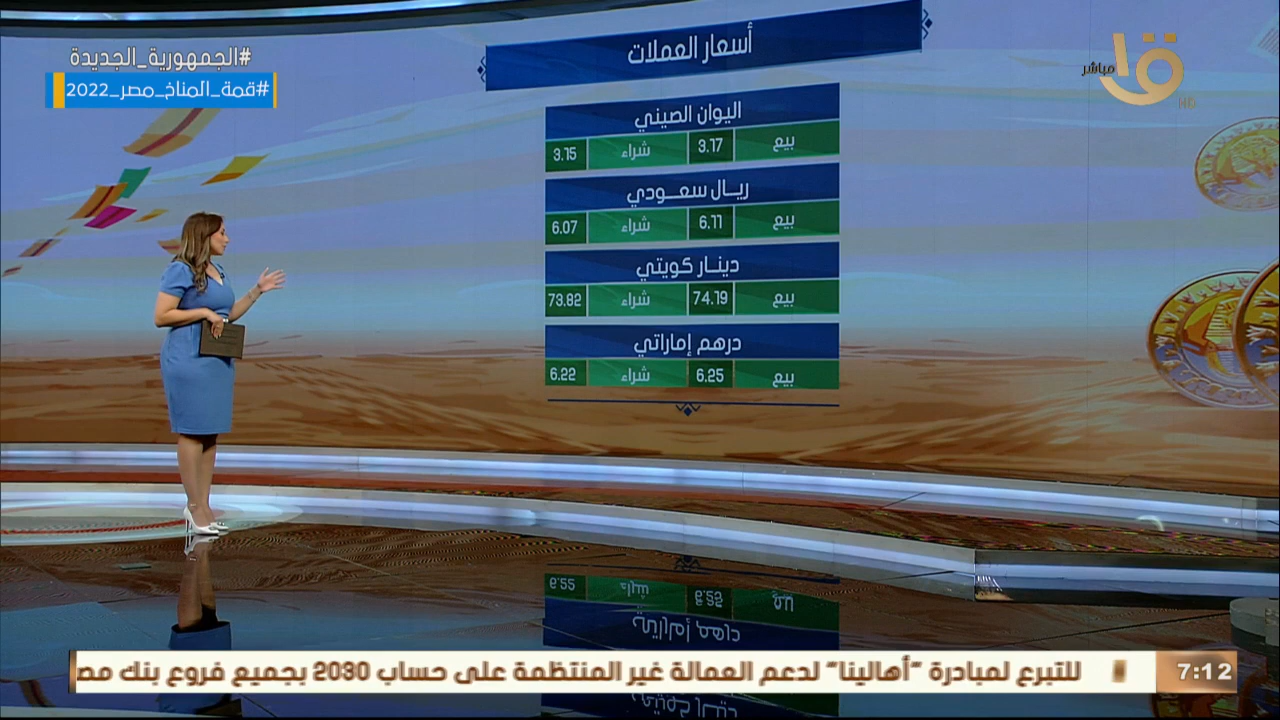 #الجمهورية_الجديدة
#قمة_المناخ_مصر_2022
مباشر
HD
أسعار العملات
اليوان الصيني
بيع 3.17 شراء 3.15
ريال سعودي
بيع 6.11 شراء 6.07
دينار كويتي
بيع 74.19 شراء 73.82
درهم إماراتي
بيع 6.25 شراء 6.22
7:12 للتبرع لمبادرة "أهالينا" لدعم العمالة غير المنتظمة على حساب 2030 بجميع فروع بنك مص